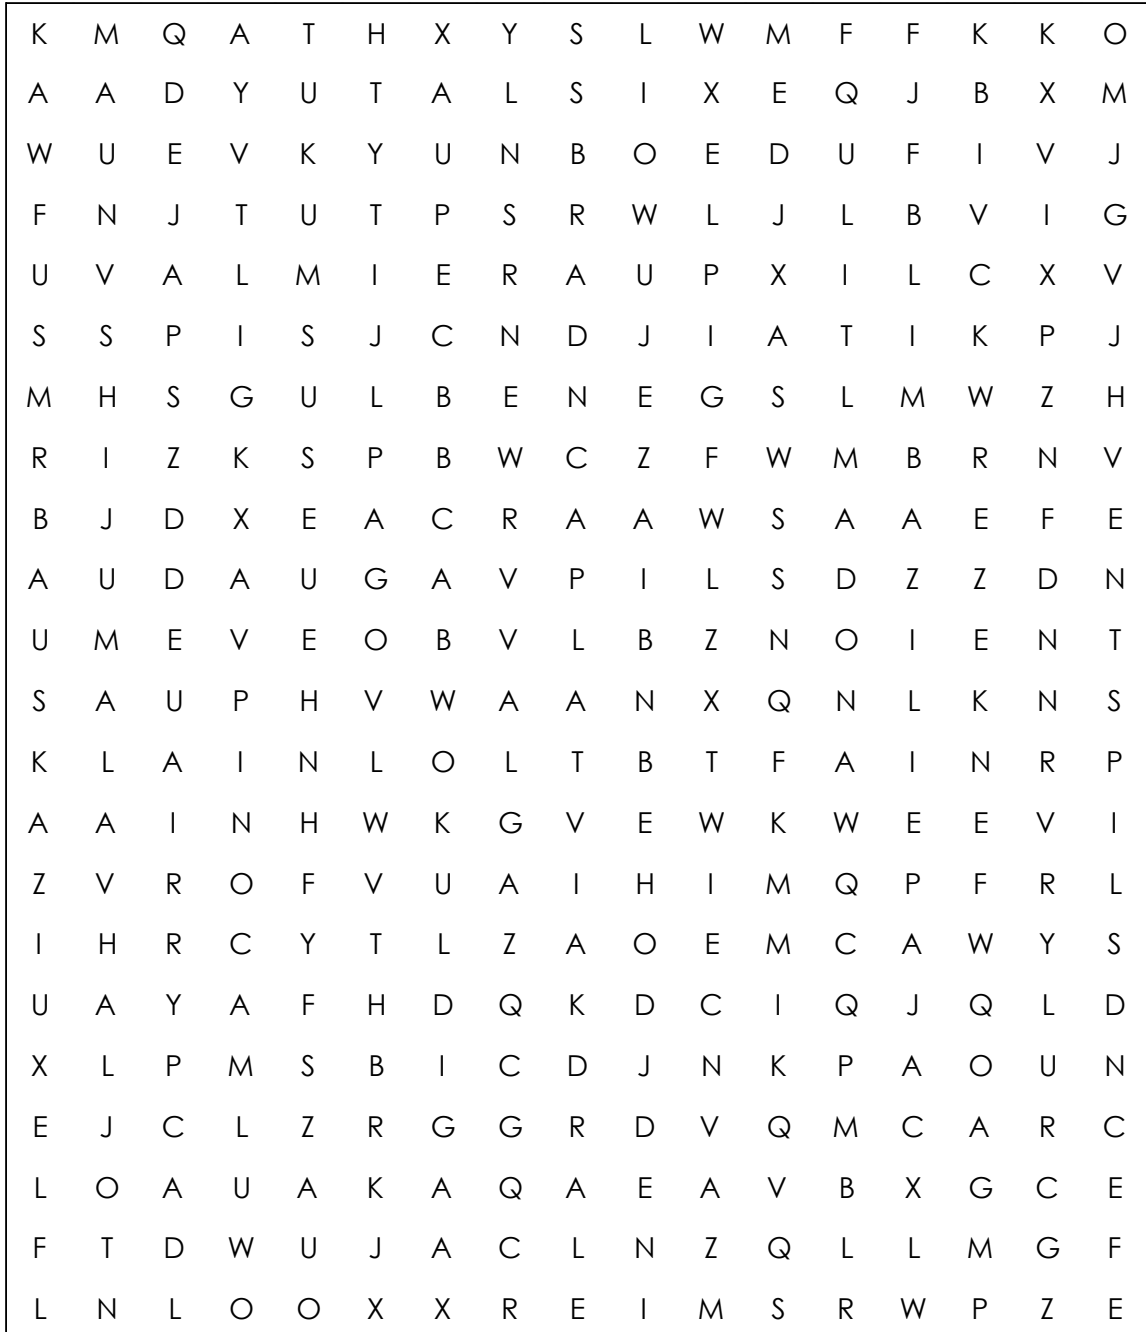 K M Q A T H X Y S L W M F F K K O
A A D Y U T A L S I X E Q J B X M
W U E V K Y U N B O E D U F I V J
F N J T U T P S R W L J L B V I G
U V A L M I E R A U P X I L C X V
S S P I S J C N D J I A T I K P J
M H S G U L B E N E G S L M W Z H
R I Z K S P B W C Z F W M B R N V
B J D X E A C R A A W S A A E F E
A U D A U G A V P I L S D Z Z D N
U M E V E O B V L B Z N O I E N T
S A U P H V W A A N X Q N L K N S
K L A I N L O L T B T F A I N R P
A A I N H W K G V E W K W E E V I
Z V R O F V U A I H I M Q P F R L
I H R C Y T L Z A O E M C A W Y S
U A Y A F H D Q K D C I Q J Q L D
X L P M S B I C D J N K P A O U N
E J C L Z R G G R D V Q M C A R C
L O A U A K A Q A E A V B X G C E
F T D W U J A C L N Z Q L L M G F
L N L O O X X R E I M S R W P Z E